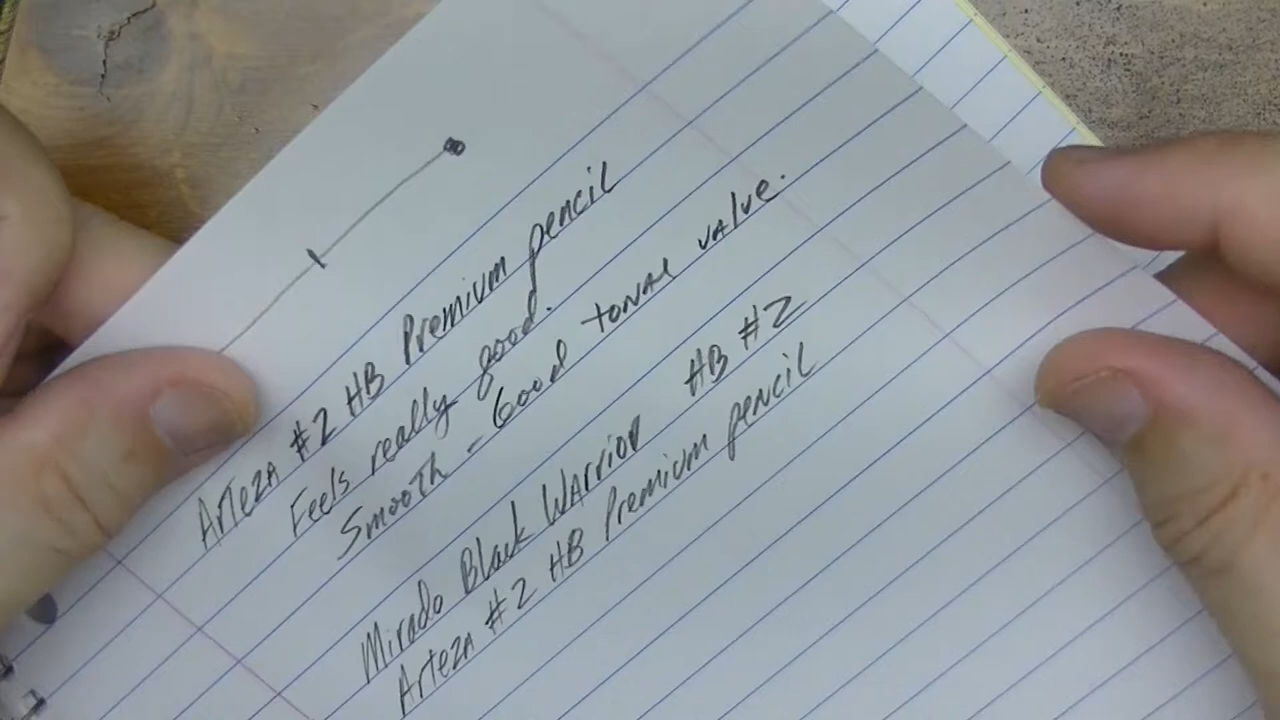 Arteza #2 HB Premium pencil
Feels really good.
Smooth - Good tonal value.
Mirado Black Warrior HB #2
Arteza #2 HB Premium pencil